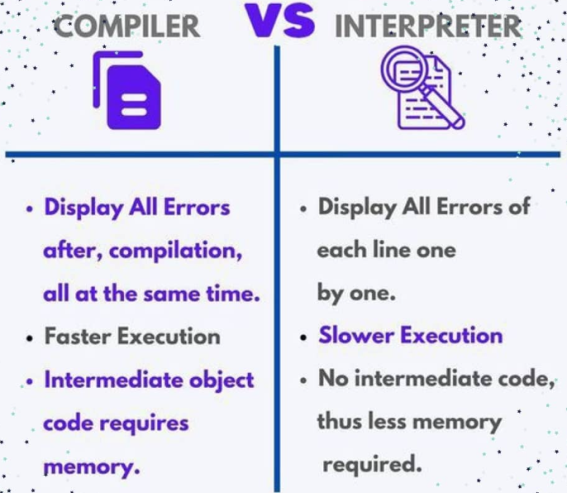 COMPILER VS INTERPRETER
• Display All Errors
after, compilation,
all at the same time.
• Faster Execution
• Intermediate object
code requires
memory.
• Display All Errors of
each line one
by one.
• Slower Execution
• No intermediate code,
thus less memory
required.